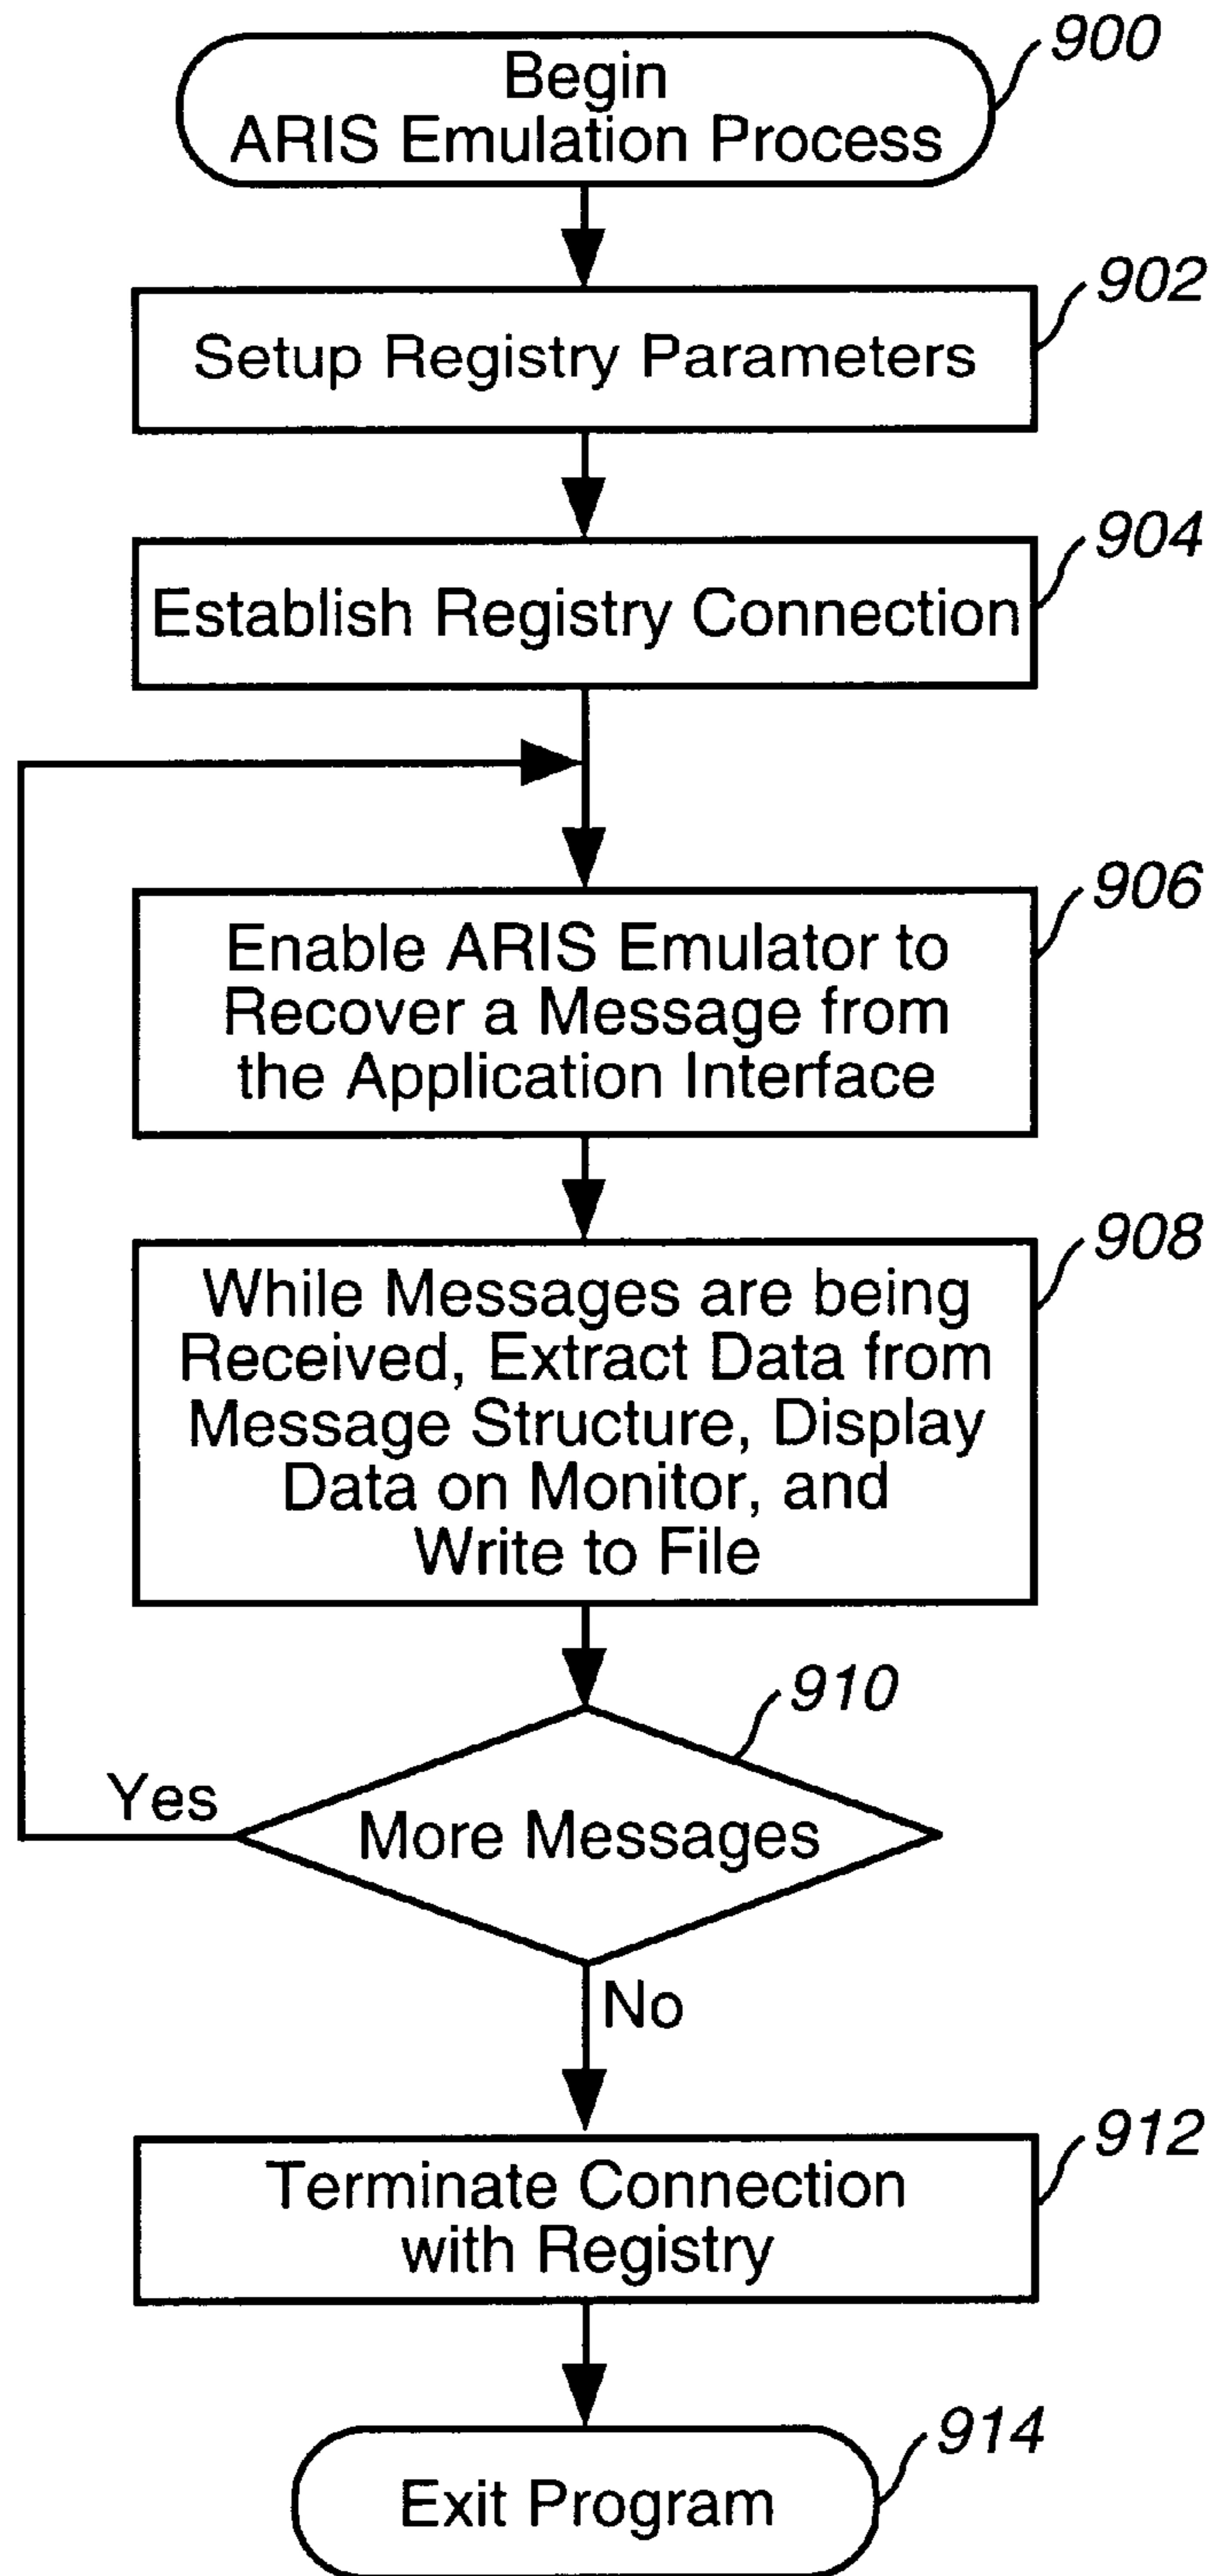 900
Begin
ARIS Emulation Process
902
Setup Registry Parameters
904
Establish Registry Connection
906
Enable ARIS Emulator to
Recover a Message from
the Application Interface
908
While Messages are being
Received, Extract Data from
Message Structure, Display
Data on Monitor, and
Write to File
910
Yes
More Messages
No
912
Terminate Connection
with Registry
914
Exit Program